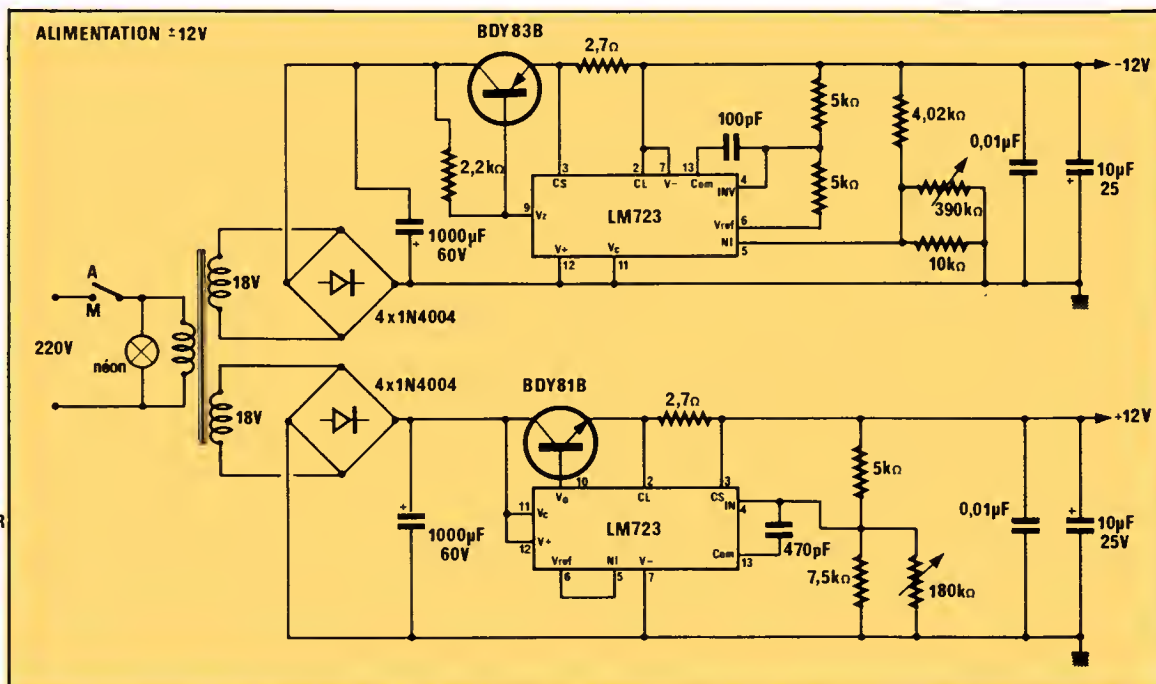 ALIMENTATION ±12V
BDY83B
2,7Ω
-12V
5kΩ
4,02kΩ
100pF
0,01µF
10µF
25
2,2kΩ
3
2
7
13
CS
CL
V-
Com
4
INV
5kΩ
390kΩ
9
Vz
LM723
Vref
6
NI
5
10kΩ
1000µF
60V
V+
Vc
12
11
18V
4x1N4004
A
M
220V
néon
4x1N4004
18V
BDY81B
2,7Ω
+12V
5kΩ
10
2
3
Vo
CL
CS
IN
4
11
Vc
LM723
12
V+
470pF
Com
13
Vref
NI
V-
6
5
7
1000µF
60V
7,5kΩ
180kΩ
0,01µF
10µF
25V
R